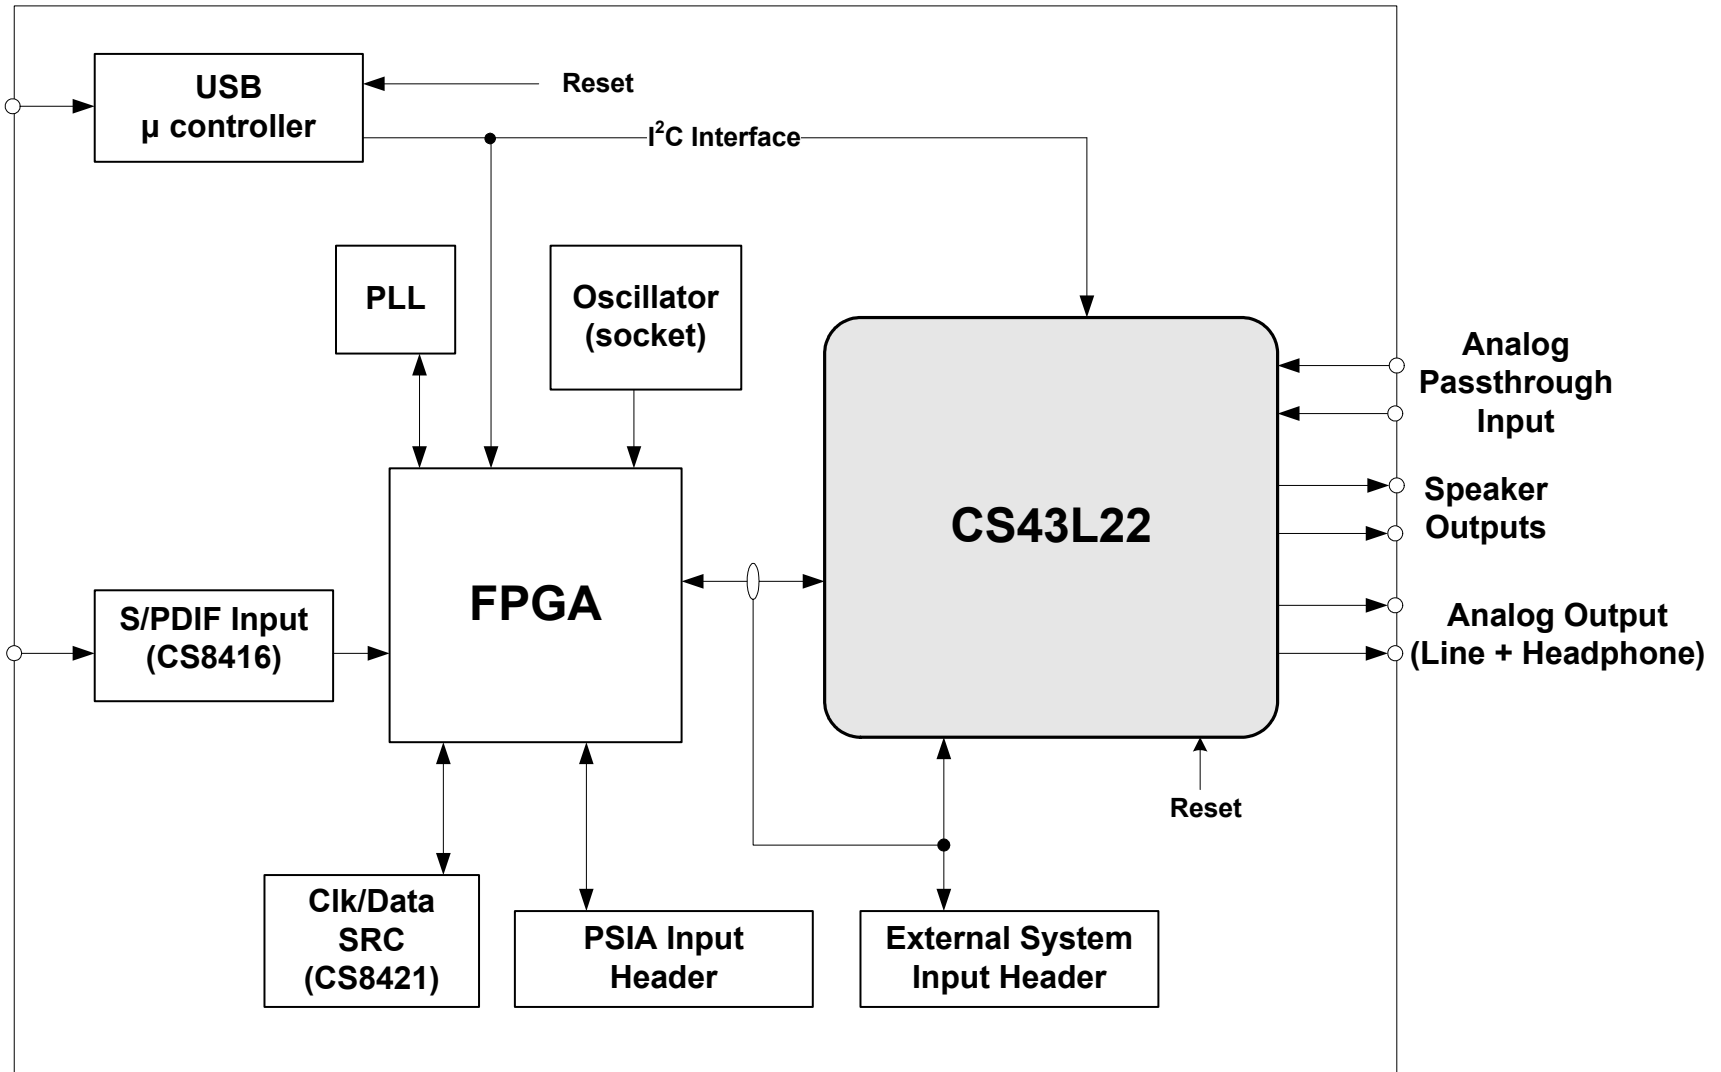 USB
µ controller
Reset
I²C Interface
PLL
Oscillator
(socket)
Analog
Passthrough
Input
CS43L22
Speaker
Outputs
FPGA
S/PDIF Input
(CS8416)
Analog Output
(Line + Headphone)
Reset
Clk/Data
SRC
(CS8421)
PSIA Input
Header
External System
Input Header